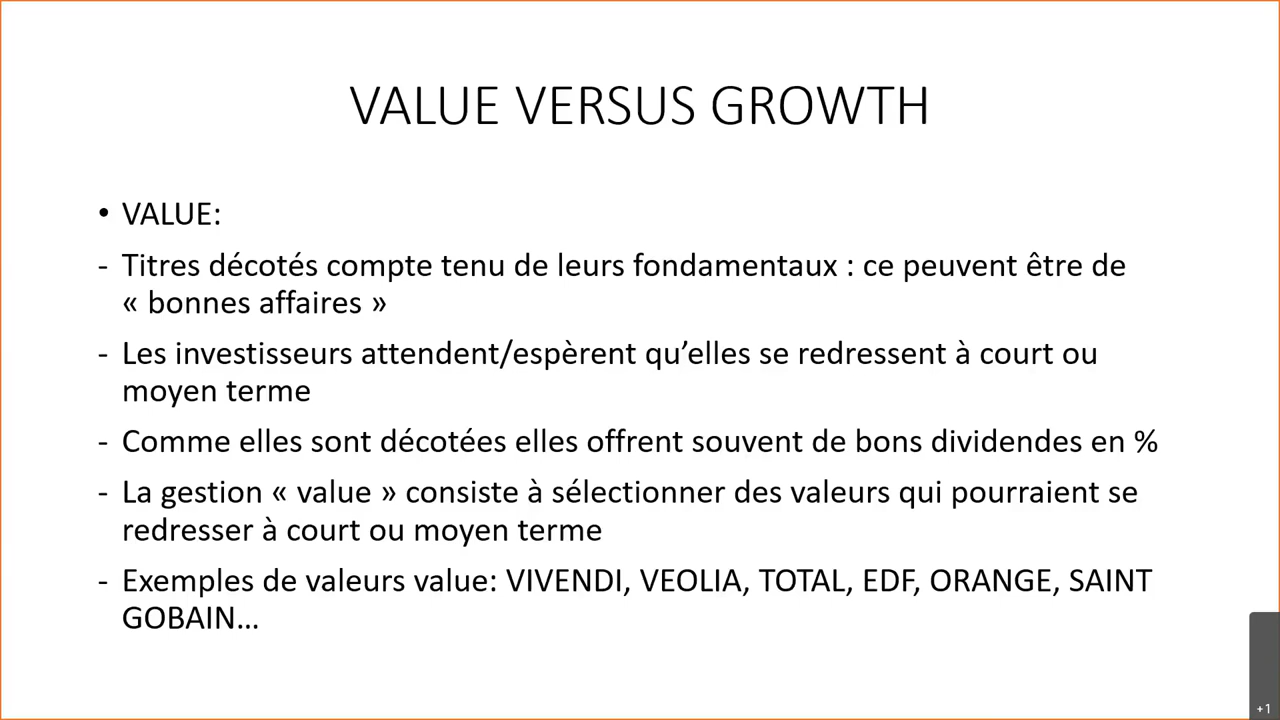 VALUE VERSUS GROWTH
• VALUE:
- Titres décotés compte tenu de leurs fondamentaux : ce peuvent être de
« bonnes affaires »
- Les investisseurs attendent/espèrent qu’elles se redressent à court ou
moyen terme
- Comme elles sont décotées elles offrent souvent de bons dividendes en %
- La gestion « value » consiste à sélectionner des valeurs qui pourraient se
redresser à court ou moyen terme
- Exemples de valeurs value: VIVENDI, VEOLIA, TOTAL, EDF, ORANGE, SAINT
GOBAIN…
+1